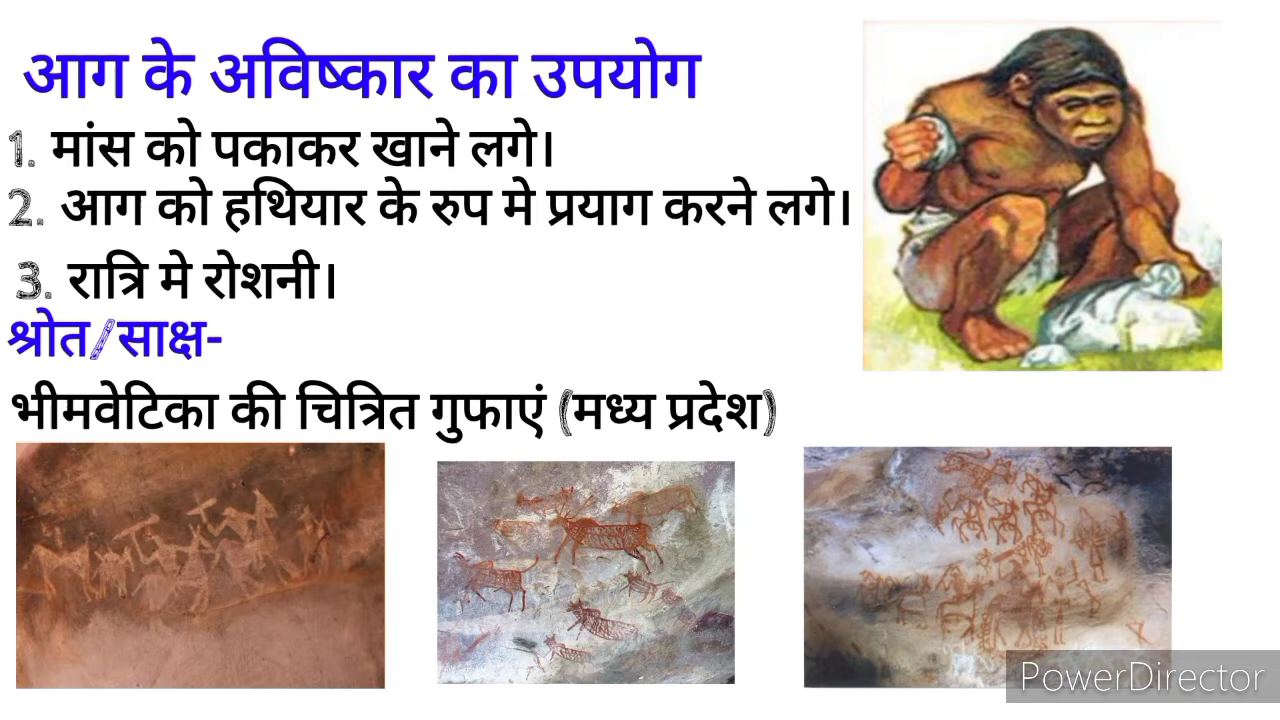 आग के अविष्कार का उपयोग
1. मांस को पकाकर खाने लगे।
2. आग को हथियार के रुप मे प्रयाग करने लगे।
3. रात्रि मे रोशनी।
श्रोत/साक्ष-
भीमवेटिका की चित्रित गुफाएं (मध्य प्रदेश)
PowerDirector